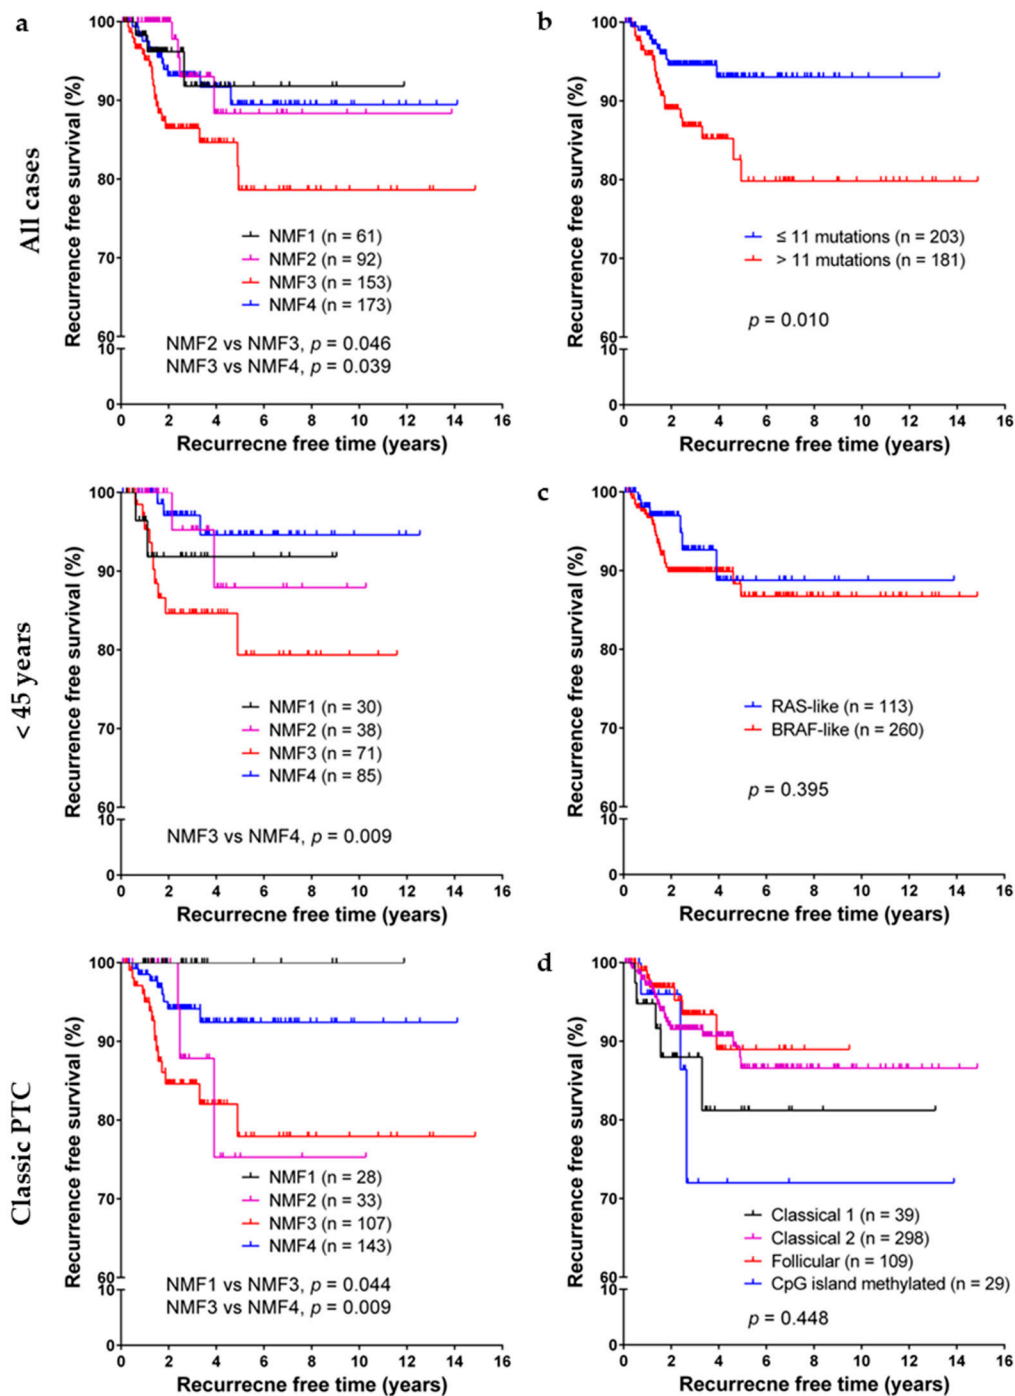 a
All cases
Recurrence free survival (%)
100
90
80
70
60
10
0
NMF1 (n = 61)
NMF2 (n = 92)
NMF3 (n = 153)
NMF4 (n = 173)
NMF2 vs NMF3, p = 0.046
NMF3 vs NMF4, p = 0.039
0 2 4 6 8 10 12 14 16
Recurrecne free time (years)
b
Recurrence free survival (%)
100
90
80
70
60
10
0
≤ 11 mutations (n = 203)
> 11 mutations (n = 181)
p = 0.010
0 2 4 6 8 10 12 14 16
Recurrecne free time (years)
< 45 years
Recurrence free survival (%)
100
90
80
70
60
10
0
NMF1 (n = 30)
NMF2 (n = 38)
NMF3 (n = 71)
NMF4 (n = 85)
NMF3 vs NMF4, p = 0.009
0 2 4 6 8 10 12 14 16
Recurrecne free time (years)
c
Recurrence free survival (%)
100
90
80
70
60
10
0
RAS-like (n = 113)
BRAF-like (n = 260)
p = 0.395
0 2 4 6 8 10 12 14 16
Recurrecne free time (years)
Classic PTC
Recurrence free survival (%)
100
90
80
70
60
10
0
NMF1 (n = 28)
NMF2 (n = 33)
NMF3 (n = 107)
NMF4 (n = 143)
NMF1 vs NMF3, p = 0.044
NMF3 vs NMF4, p = 0.009
0 2 4 6 8 10 12 14 16
Recurrecne free time (years)
d
Recurrence free survival (%)
100
90
80
70
60
10
0
Classical 1 (n = 39)
Classical 2 (n = 298)
Follicular (n = 109)
CpG island methylated (n = 29)
p = 0.448
0 2 4 6 8 10 12 14 16
Recurrecne free time (years)